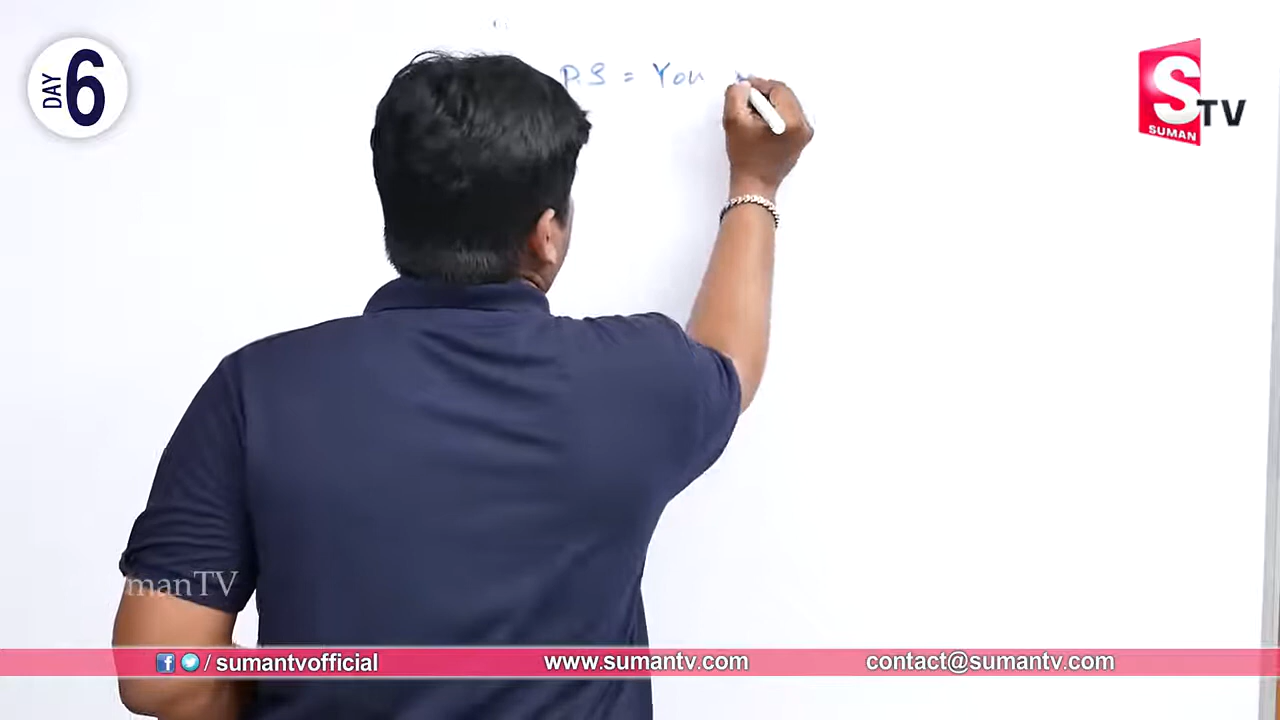 DAY 6
P.S = You
S TV
SUMAN
manTV
/ sumantvofficial
www.sumantv.com
contact@sumantv.com